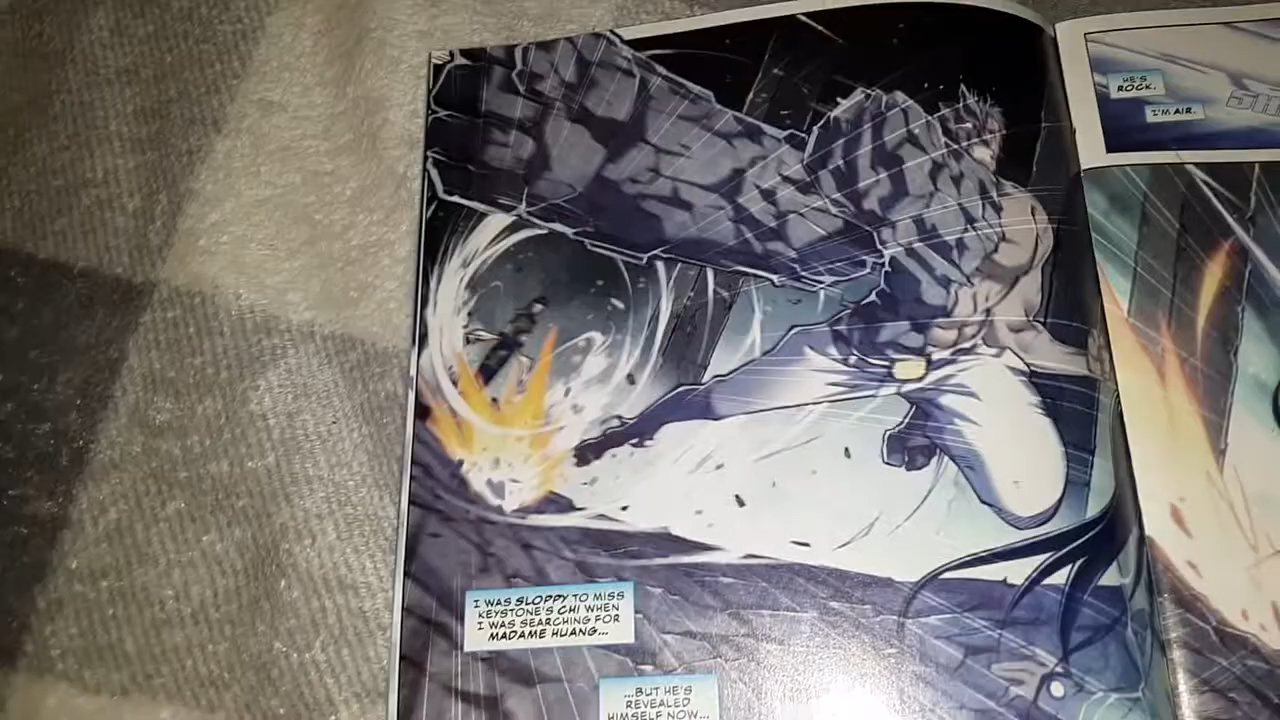 I WAS SLOPPY TO MISS
KEYSTONE'S CHI WHEN
I WAS SEARCHING FOR
MADAME HUANG...
...BUT HE'S
REVEALED
HIMSELF NOW...
HE'S
ROCK.
I'M AIR.